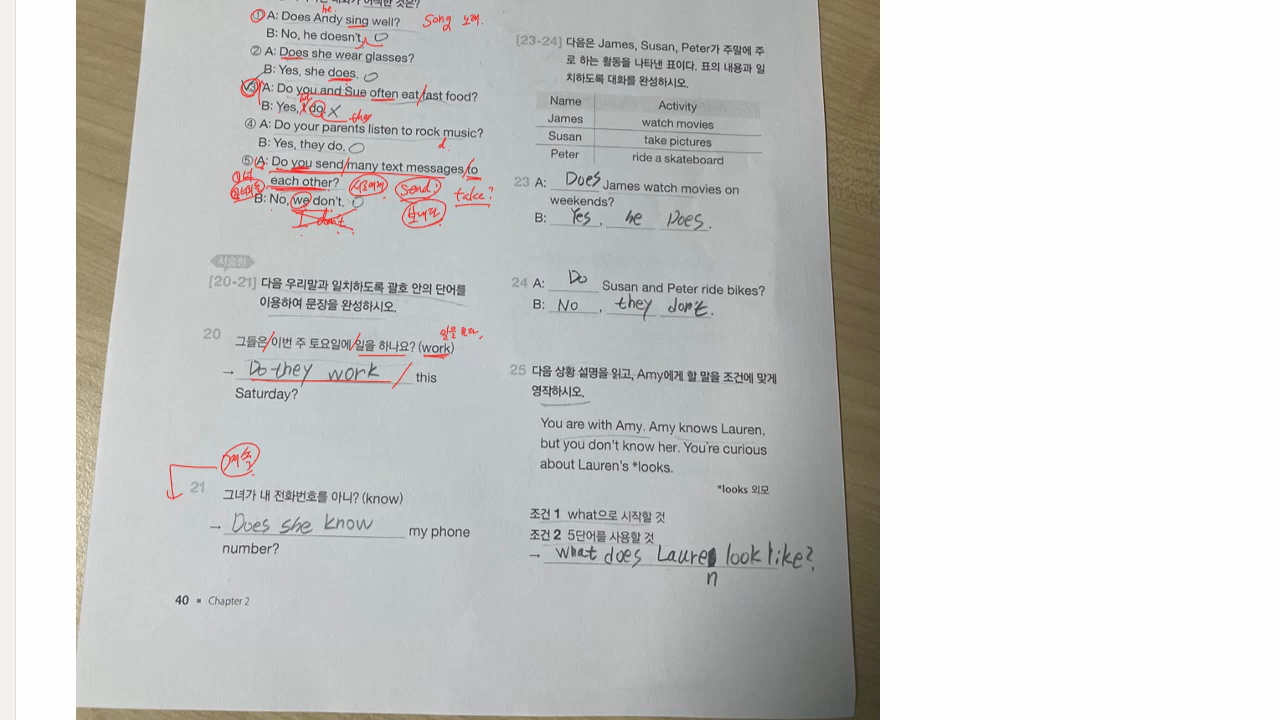 ① A: Does Andy sing well?
he
song 노래.
B: No, he doesn't.
② A: Does she wear glasses?
B: Yes, she does.
③ A: Do you and Sue often eat fast food?
B: Yes, I do.
they
④ A: Do your parents listen to rock music?
B: Yes, they do.
⑤ A: Do you send many text messages to
each other? 서로에게 send: take?
B: No, we don't. 보내다
I don't
서술형
[20-21] 다음 우리말과 일치하도록 괄호 안의 단어를
이용하여 문장을 완성하시오.
20 그들은 이번 주 토요일에 일을 하나요? (work)
→ Do they work this
Saturday?
21 그녀가 내 전화번호를 아니? (know)
→ Does she know my phone
number?
40 Chapter 2
[23-24] 다음은 James, Susan, Peter가 주말에 주
로 하는 활동을 나타낸 표이다. 표의 내용과 일
치하도록 대화를 완성하시오.
Name Activity
James watch movies
Susan take pictures
Peter ride a skateboard
23 A: Does James watch movies on
weekends?
B: Yes, he Does.
24 A: Do Susan and Peter ride bikes?
B: No, they don't.
25 다음 상황 설명을 읽고, Amy에게 할 말을 조건에 맞게
영작하시오.
You are with Amy. Amy knows Lauren,
but you don't know her. You're curious
about Lauren's *looks.
*looks 외모
조건 1 what으로 시작할 것
조건 2 5단어를 사용할 것
→ what does Lauren look like?
n